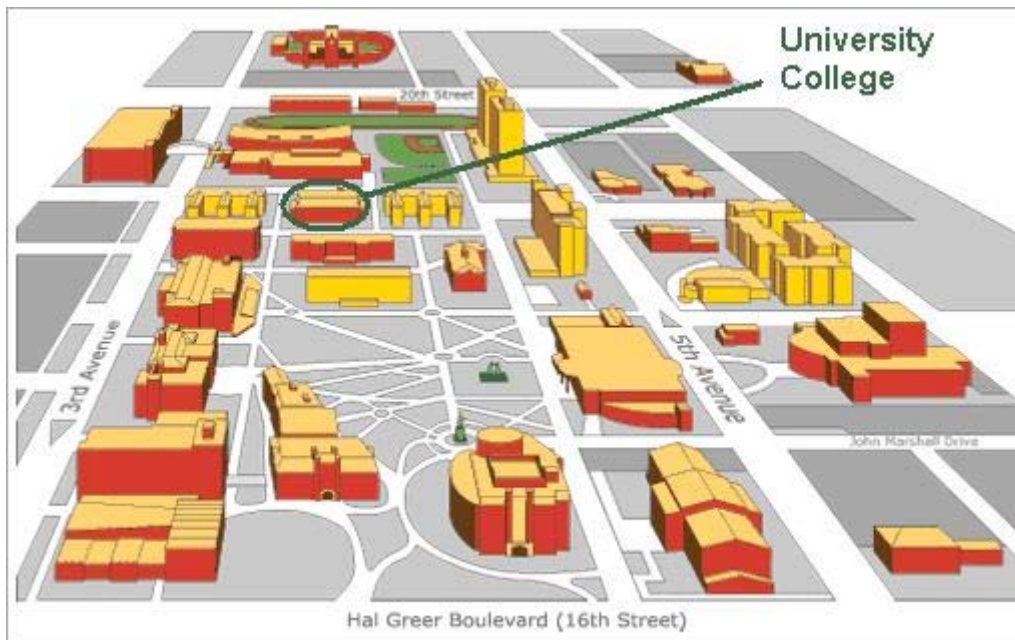 University
College
20th Street
3rd Avenue
5th Avenue
John Marshall Drive
Hal Greer Boulevard (16th Street)